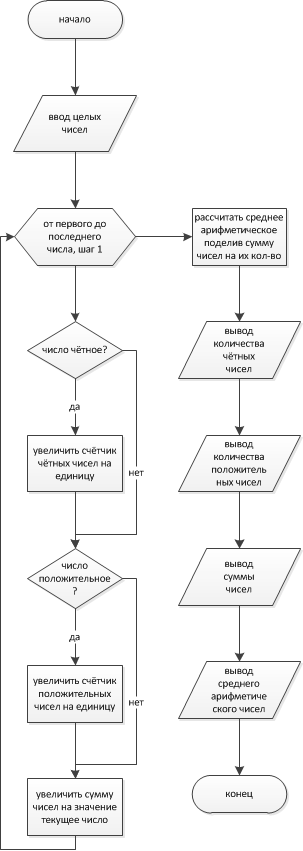 начало
ввод целых
чисел
от первого до
последнего
числа, шаг 1
число чётное?
да
увеличить счётчик
чётных чисел на
единицу
нет
число
положительное
?
да
увеличить счётчик
положительных
чисел на единицу
нет
увеличить сумму
чисел на значение
текущее число
рассчитать среднее
арифметическое
поделив сумму
чисел на их кол-во
вывод
количества
чётных
чисел
вывод
количества
положитель
ных чисел
вывод
суммы
чисел
вывод
среднего
арифметиче
ского чисел
конец